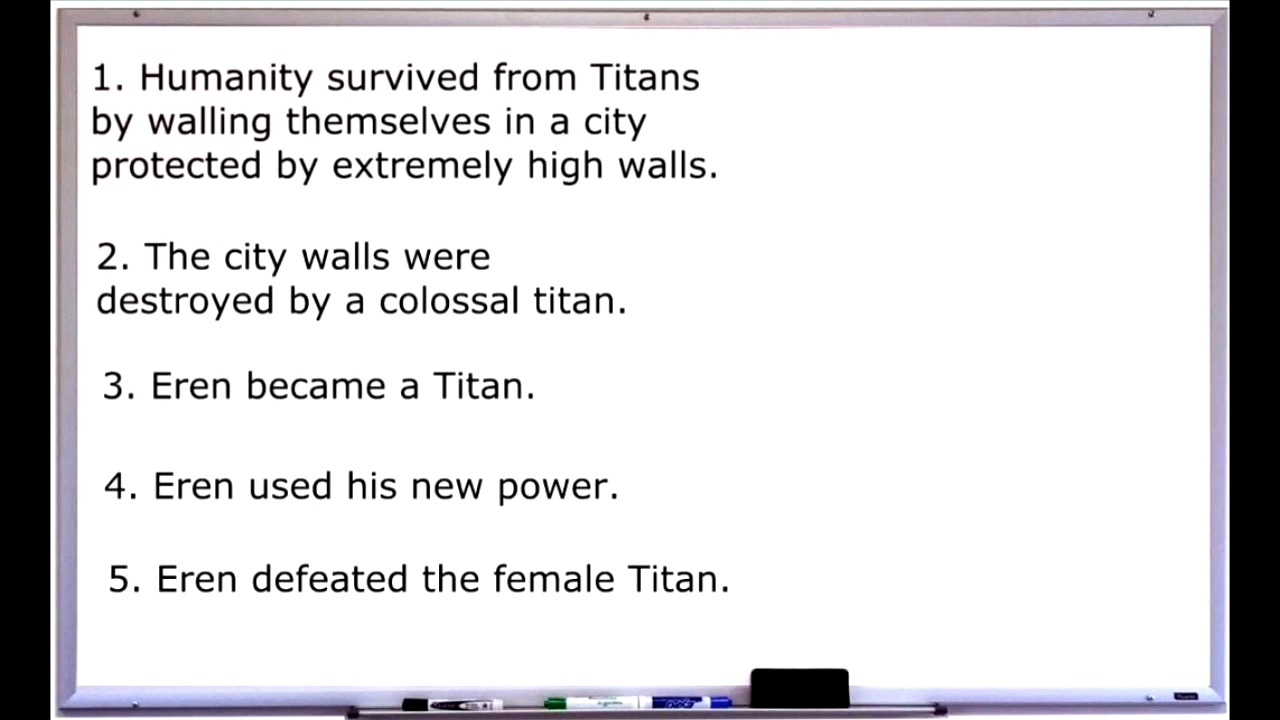 1. Humanity survived from Titans
by walling themselves in a city
protected by extremely high walls.
2. The city walls were
destroyed by a colossal titan.
3. Eren became a Titan.
4. Eren used his new power.
5. Eren defeated the female Titan.